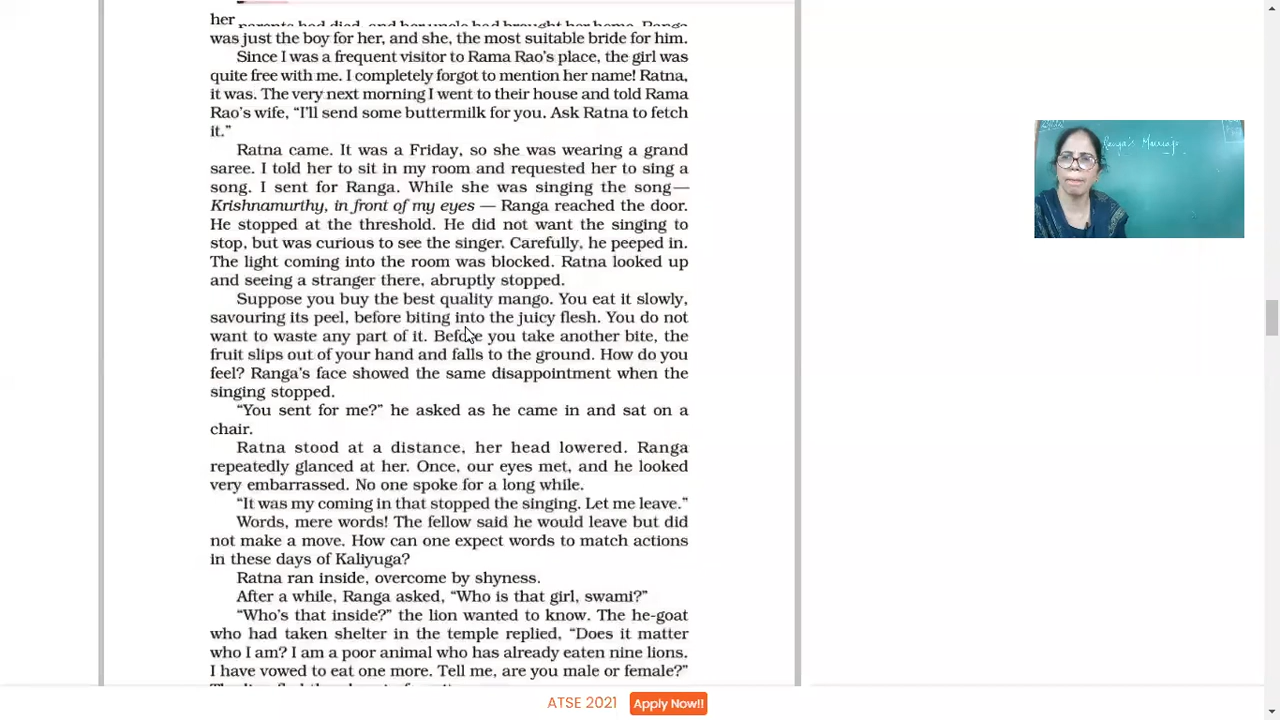 her parents had died, and her uncle had brought her home. Ranga
was just the boy for her, and she, the most suitable bride for him.
Since I was a frequent visitor to Rama Rao's place, the girl was
quite free with me. I completely forgot to mention her name! Ratna,
it was. The very next morning I went to their house and told Rama
Rao's wife, “I'll send some buttermilk for you. Ask Ratna to fetch
it.”
Ratna came. It was a Friday, so she was wearing a grand
saree. I told her to sit in my room and requested her to sing a
song. I sent for Ranga. While she was singing the song—
Krishnamurthy, in front of my eyes — Ranga reached the door.
He stopped at the threshold. He did not want the singing to
stop, but was curious to see the singer. Carefully, he peeped in.
The light coming into the room was blocked. Ratna looked up
and seeing a stranger there, abruptly stopped.
Suppose you buy the best quality mango. You eat it slowly,
savouring its peel, before biting into the juicy flesh. You do not
want to waste any part of it. Before you take another bite, the
fruit slips out of your hand and falls to the ground. How do you
feel? Ranga's face showed the same disappointment when the
singing stopped.
“You sent for me?” he asked as he came in and sat on a
chair.
Ratna stood at a distance, her head lowered. Ranga
repeatedly glanced at her. Once, our eyes met, and he looked
very embarrassed. No one spoke for a long while.
“It was my coming in that stopped the singing. Let me leave.”
Words, mere words! The fellow said he would leave but did
not make a move. How can one expect words to match actions
in these days of Kaliyuga?
Ratna ran inside, overcome by shyness.
After a while, Ranga asked, “Who is that girl, swami?”
“Who's that inside?” the lion wanted to know. The he-goat
who had taken shelter in the temple replied, “Does it matter
who I am? I am a poor animal who has already eaten nine lions.
I have vowed to eat one more. Tell me, are you male or female?”
Ranga's Marriage
ATSE 2021 Apply Now!!